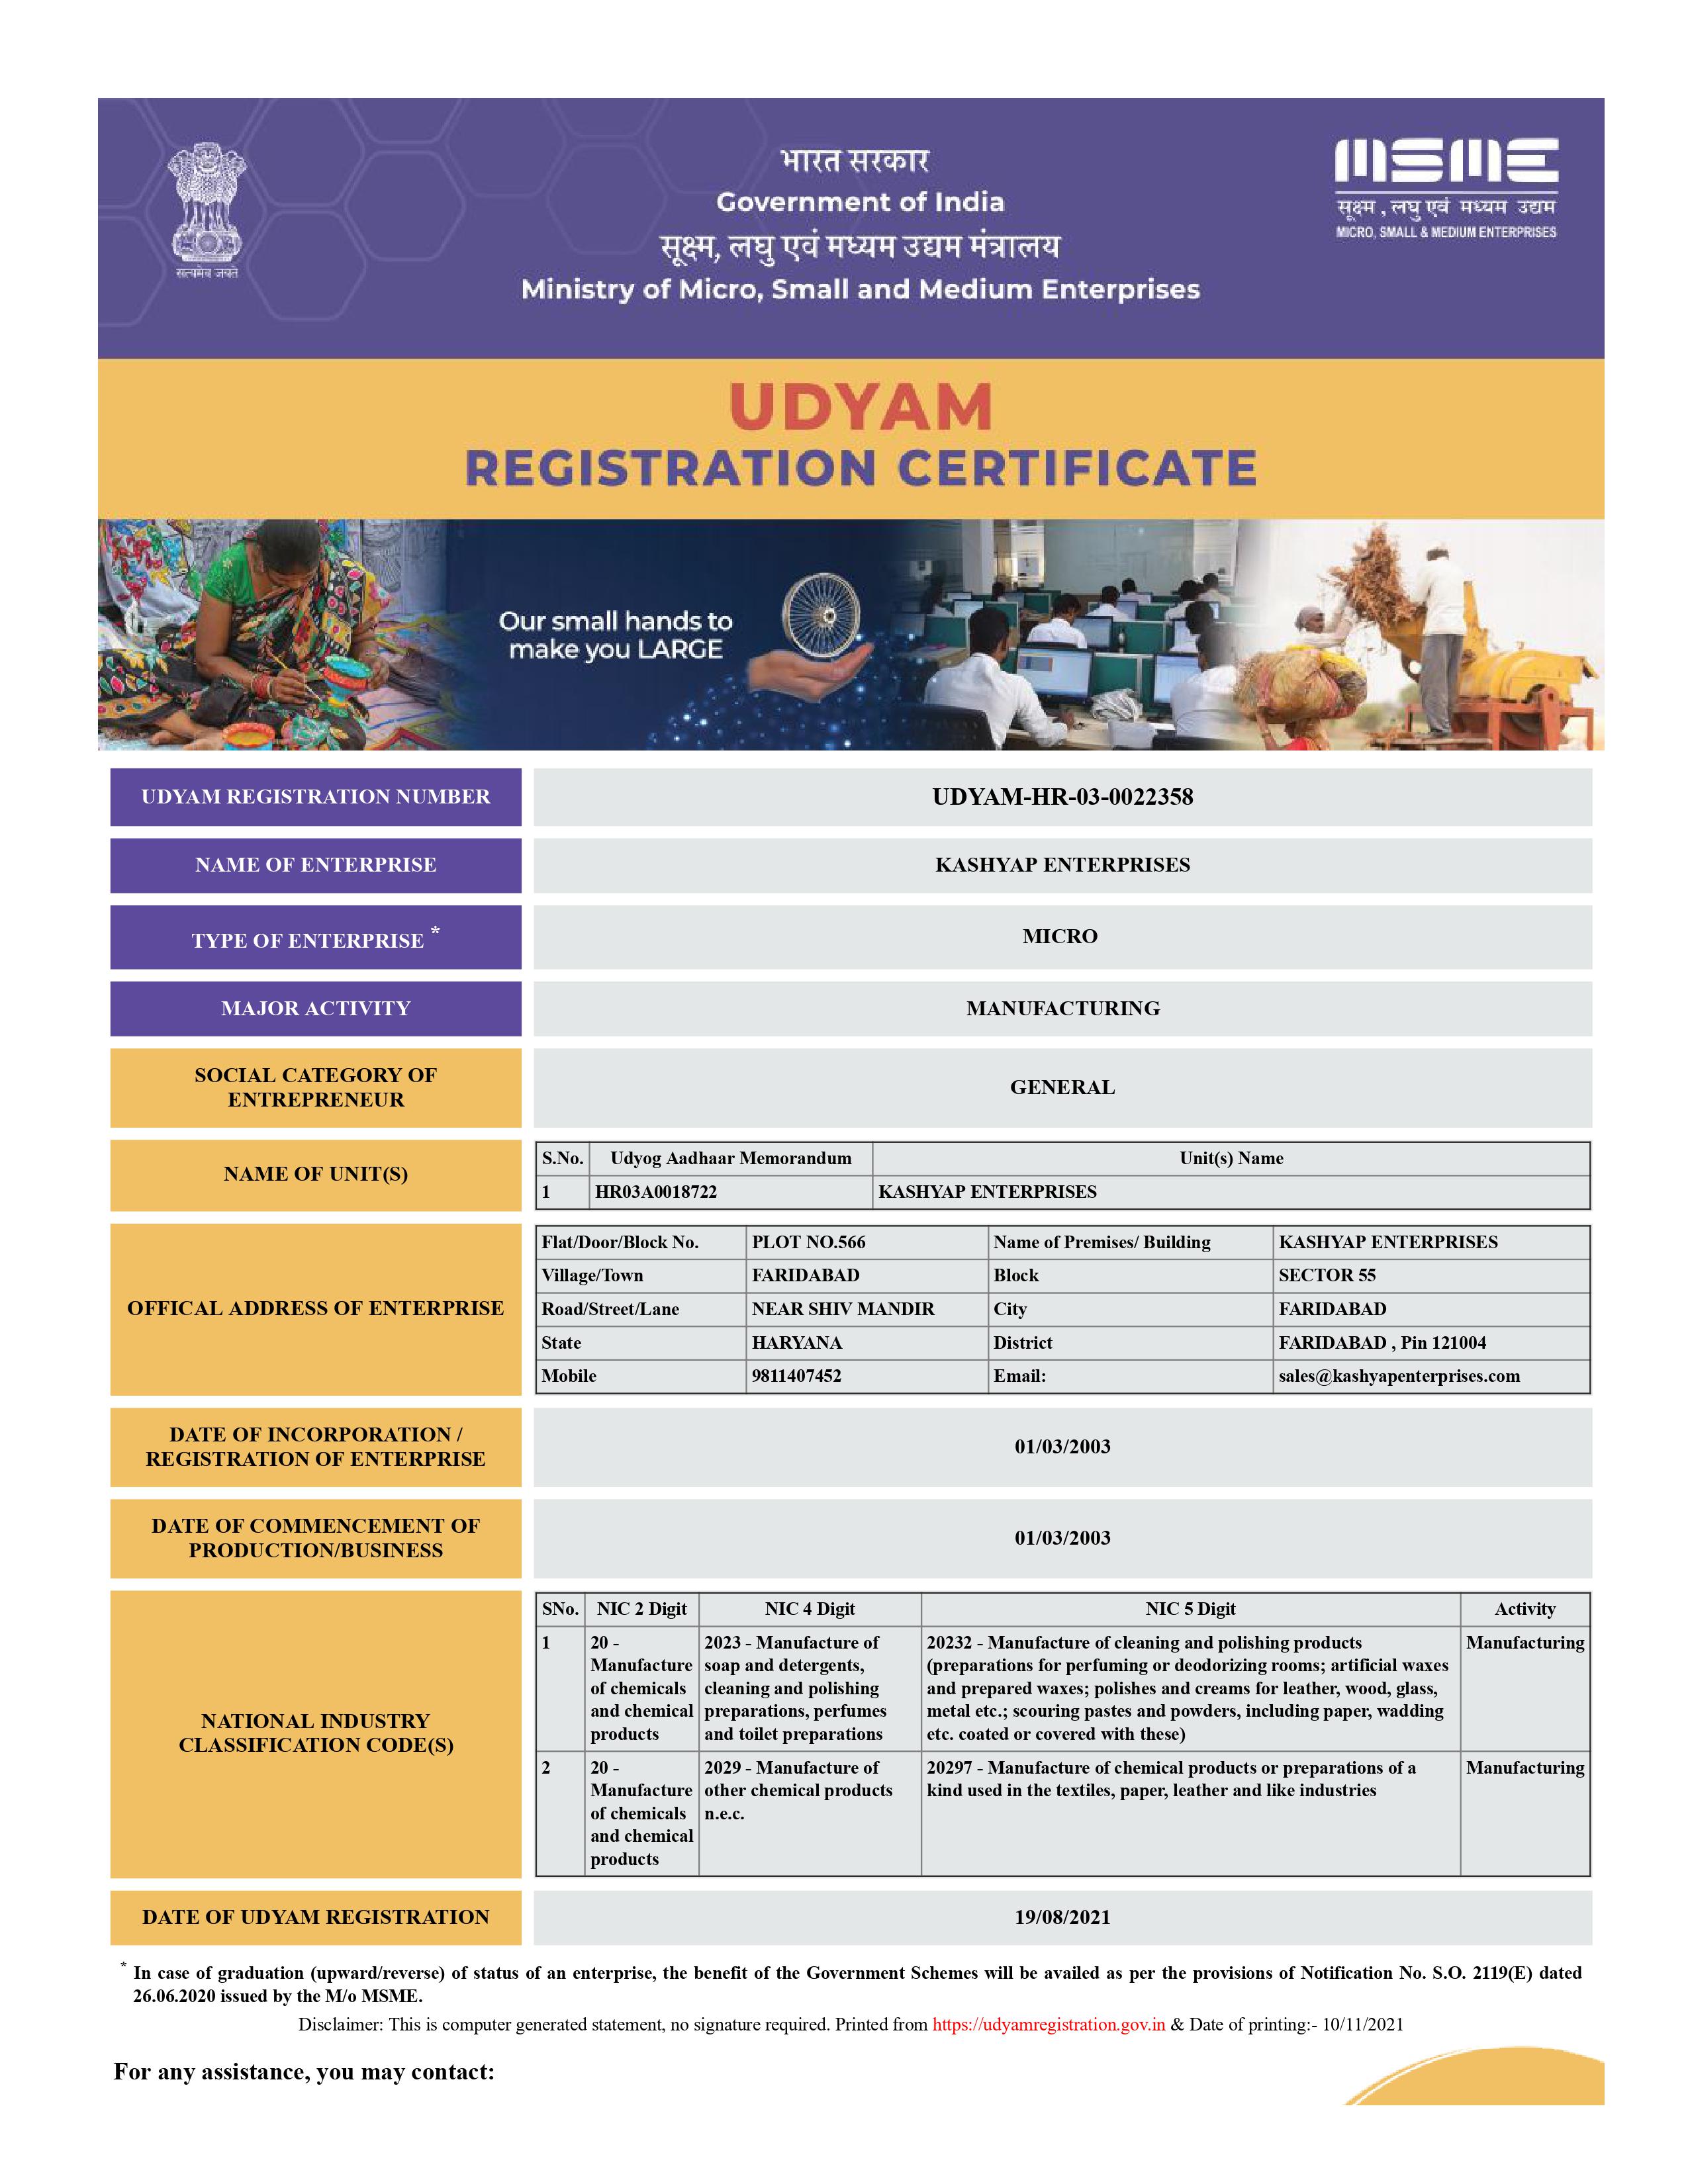 सत्यमेव जयते
भारत सरकार
Government of India
सूक्ष्म, लघु एवं मध्यम उद्यम मंत्रालय
Ministry of Micro, Small and Medium Enterprises
MSME
सूक्ष्म , लघु एवं मध्यम उद्यम
MICRO, SMALL & MEDIUM ENTERPRISES
UDYAM
REGISTRATION CERTIFICATE
Our small hands to
make you LARGE
UDYAM REGISTRATION NUMBER UDYAM-HR-03-0022358
NAME OF ENTERPRISE KASHYAP ENTERPRISES
TYPE OF ENTERPRISE * MICRO
MAJOR ACTIVITY MANUFACTURING
SOCIAL CATEGORY OF
ENTREPRENEUR
GENERAL
NAME OF UNIT(S)
S.No. Udyog Aadhaar Memorandum Unit(s) Name
1 HR03A0018722 KASHYAP ENTERPRISES
OFFICAL ADDRESS OF ENTERPRISE
Flat/Door/Block No. PLOT NO.566 Name of Premises/ Building KASHYAP ENTERPRISES
Village/Town FARIDABAD Block SECTOR 55
Road/Street/Lane NEAR SHIV MANDIR City FARIDABAD
State HARYANA District FARIDABAD , Pin 121004
Mobile 9811407452 Email: sales@kashyapenterprises.com
DATE OF INCORPORATION /
REGISTRATION OF ENTERPRISE
01/03/2003
DATE OF COMMENCEMENT OF
PRODUCTION/BUSINESS
01/03/2003
NATIONAL INDUSTRY
CLASSIFICATION CODE(S)
SNo. NIC 2 Digit NIC 4 Digit NIC 5 Digit Activity
1 20 - 2023 - Manufacture of 20232 - Manufacture of cleaning and polishing products Manufacturing
Manufacture soap and detergents, (preparations for perfuming or deodorizing rooms; artificial waxes
of chemicals cleaning and polishing and prepared waxes; polishes and creams for leather, wood, glass,
and chemical preparations, perfumes metal etc.; scouring pastes and powders, including paper, wadding
products and toilet preparations etc. coated or covered with these)
2 20 - 2029 - Manufacture of 20297 - Manufacture of chemical products or preparations of a Manufacturing
Manufacture other chemical products kind used in the textiles, paper, leather and like industries
of chemicals n.e.c.
and chemical
products
DATE OF UDYAM REGISTRATION 19/08/2021
* In case of graduation (upward/reverse) of status of an enterprise, the benefit of the Government Schemes will be availed as per the provisions of Notification No. S.O. 2119(E) dated
26.06.2020 issued by the M/o MSME.
Disclaimer: This is computer generated statement, no signature required. Printed from https://udyamregistration.gov.in & Date of printing:- 10/11/2021
For any assistance, you may contact: